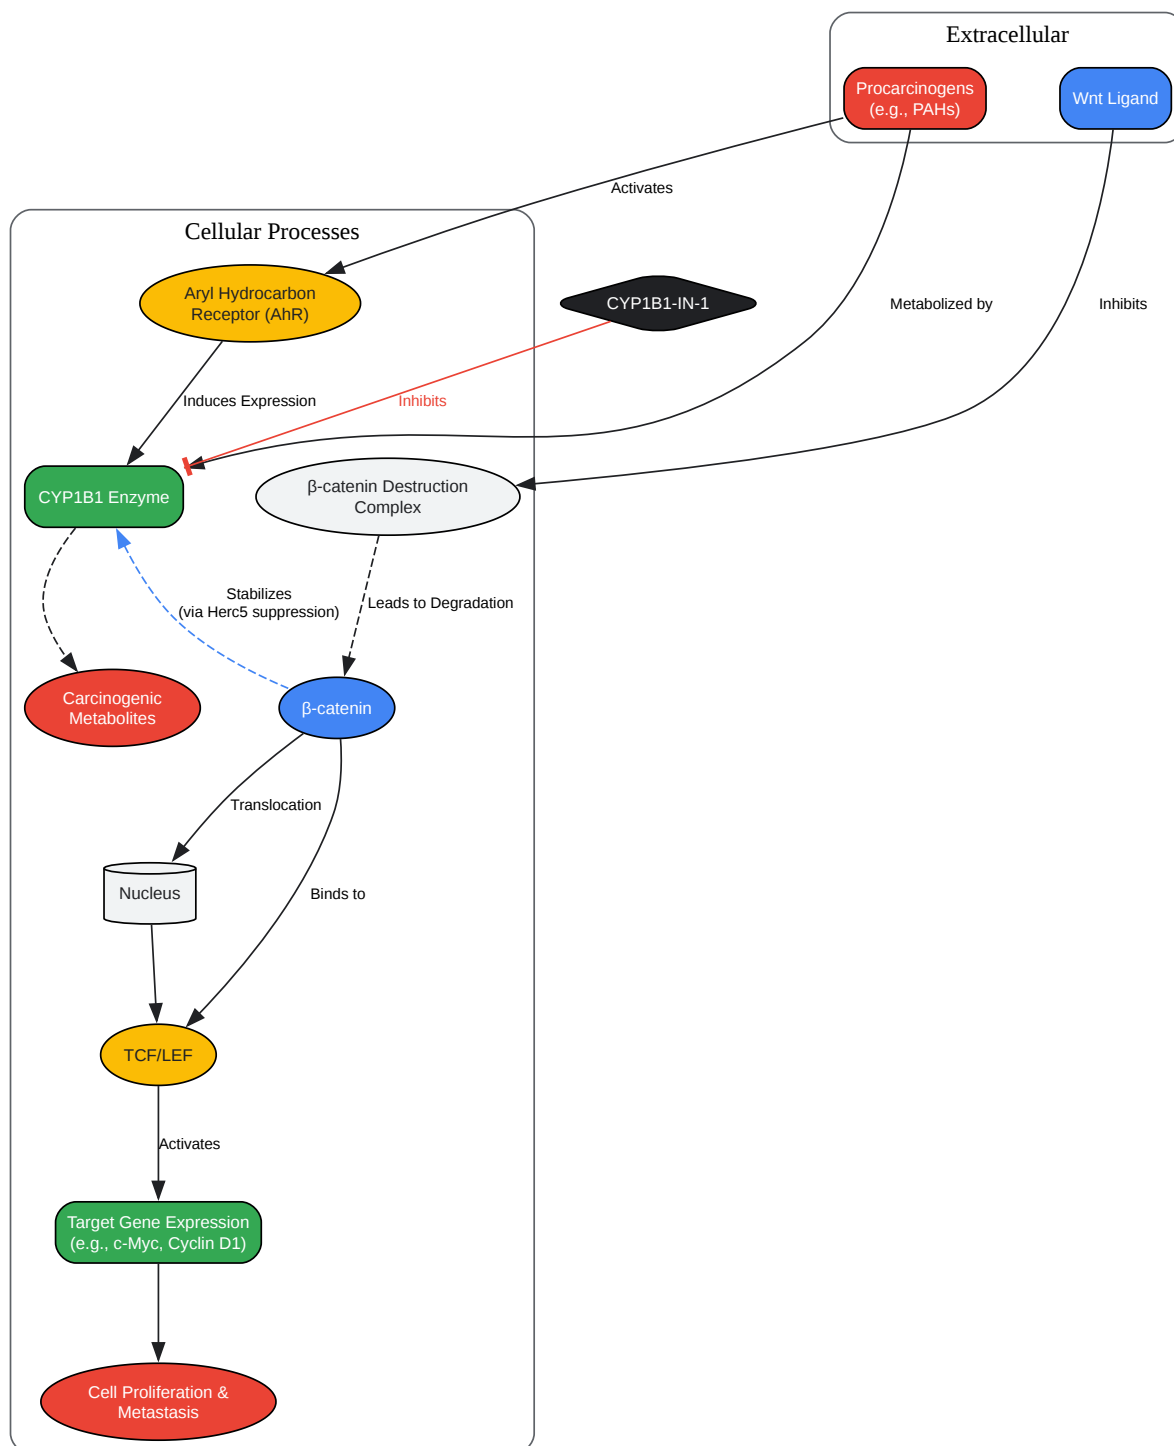 Extracellular
Procarcinogens
(e.g., PAHs)
Wnt Ligand
Activates
Cellular Processes
Aryl Hydrocarbon
Receptor (AhR)
CYP1B1-IN-1
Metabolized by
Inhibits
Induces Expression
Inhibits
CYP1B1 Enzyme
β-catenin Destruction
Complex
Stabilizes
(via Herc5 suppression)
Leads to Degradation
Carcinogenic
Metabolites
β-catenin
Translocation
Nucleus
Binds to
TCF/LEF
Activates
Target Gene Expression
(e.g., c-Myc, Cyclin D1)
Cell Proliferation &
Metastasis